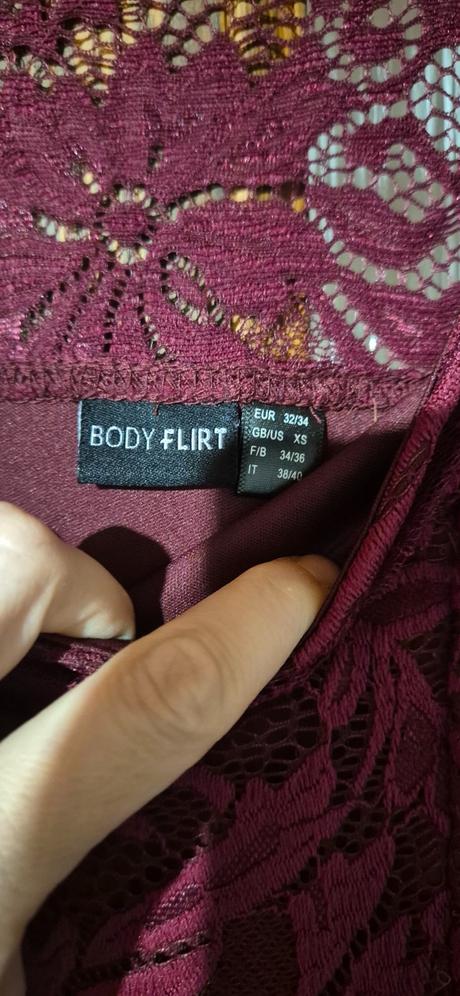 BODY FLIRT
EUR 32/34
GB/US XS
F/B 34/36
IT 38/40